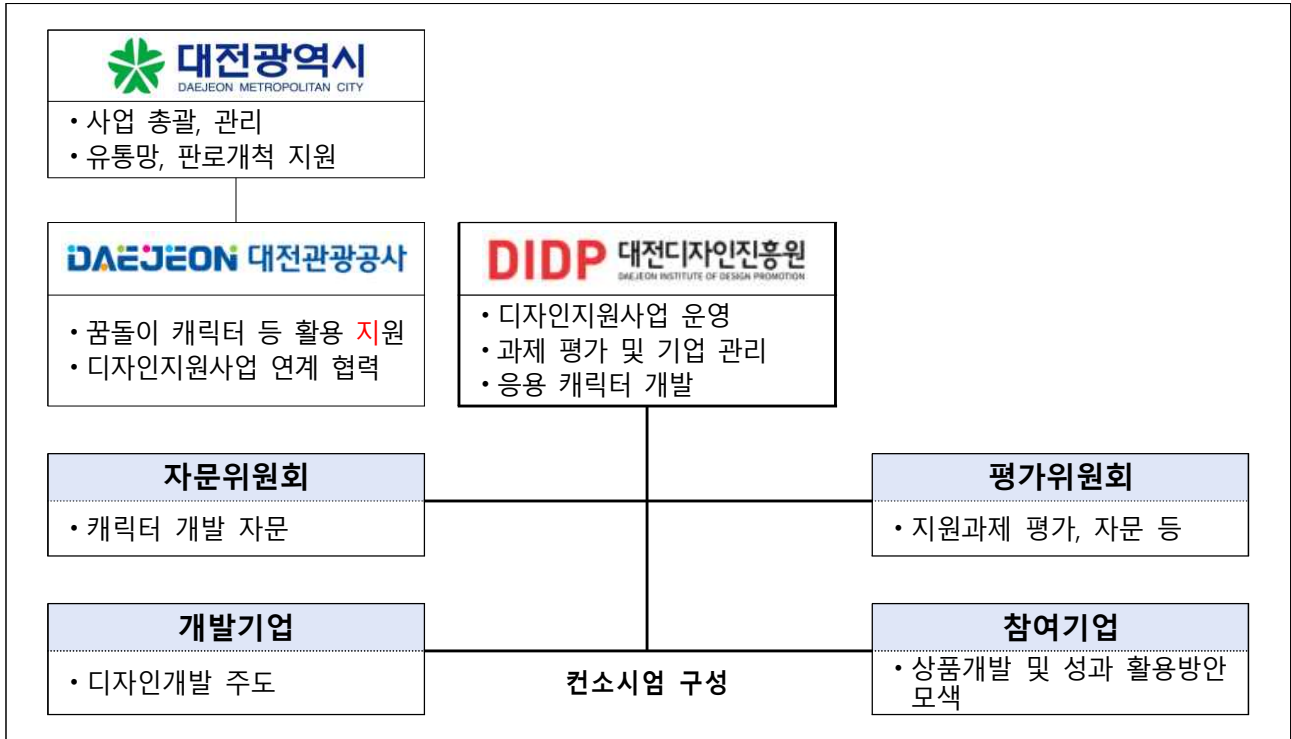 대전광역시
DAEJEON METROPOLITAN CITY
• 사업 총괄, 관리
• 유통망, 판로개척 지원
DAEJEON 대전관광공사
• 꿈돌이 캐릭터 등 활용 지원
• 디자인지원사업 연계 협력
DIDP 대전디자인진흥원
DAEJEON INSTITUTE OF DESIGN PROMOTION
• 디자인지원사업 운영
• 과제 평가 및 기업 관리
• 응용 캐릭터 개발
자문위원회
• 캐릭터 개발 자문
평가위원회
• 지원과제 평가, 자문 등
개발기업
• 디자인개발 주도
컨소시엄 구성
참여기업
• 상품개발 및 성과 활용방안
모색